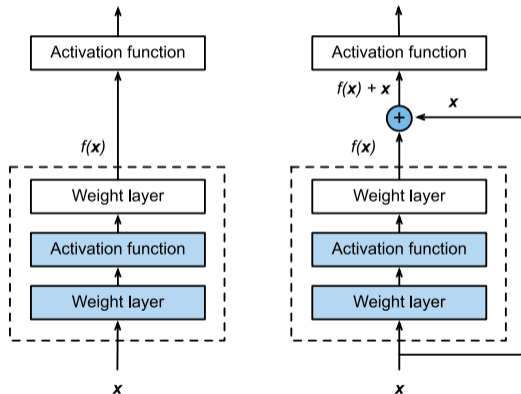 Activation function
f(x)
Weight layer
Activation function
Weight layer
x
Activation function
f(x) + x
x
+
f(x)
Weight layer
Activation function
Weight layer
x